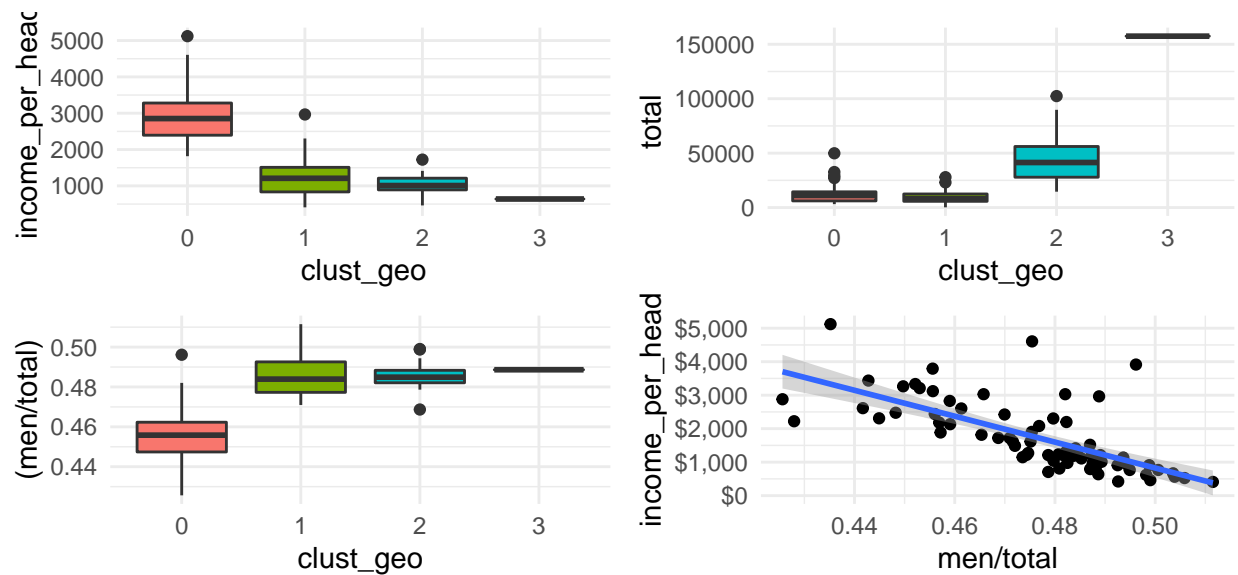 income_per_head
5000
4000
3000
2000
1000
0 1 2 3
clust_geo
total
150000
100000
50000
0
0 1 2 3
clust_geo
(men/total)
0.50
0.48
0.46
0.44
0 1 2 3
clust_geo
income_per_head
$5,000
$4,000
$3,000
$2,000
$1,000
$0
0.44 0.46 0.48 0.50
men/total